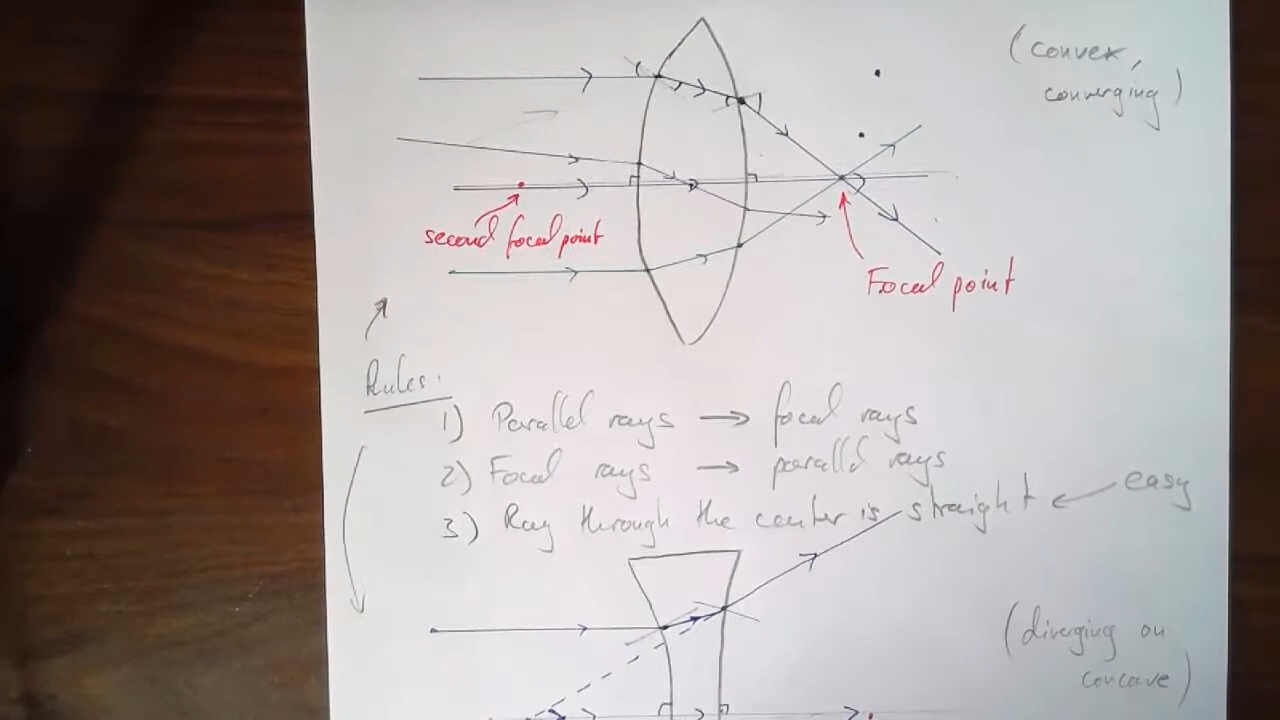 (convex,
converging)
second focal point
Focal point
Rules:
1) Parallel rays → focal rays
2) Focal rays → parallel rays
3) Ray through the center is straight ← easy
(diverging or
concave)